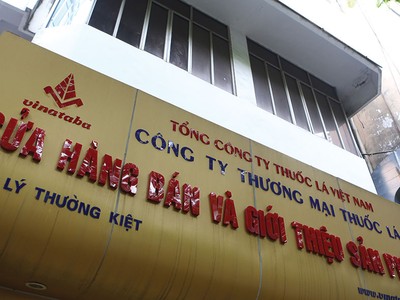 vinataba
TỔNG CÔNG TY THUỐC LÁ VIỆT NAM
CÔNG TY THƯƠNG MẠI THUỐC LÁ
HÀNG BÁN VÀ GIỚI THIỆU SẢN
LÝ THƯỜNG KIỆT